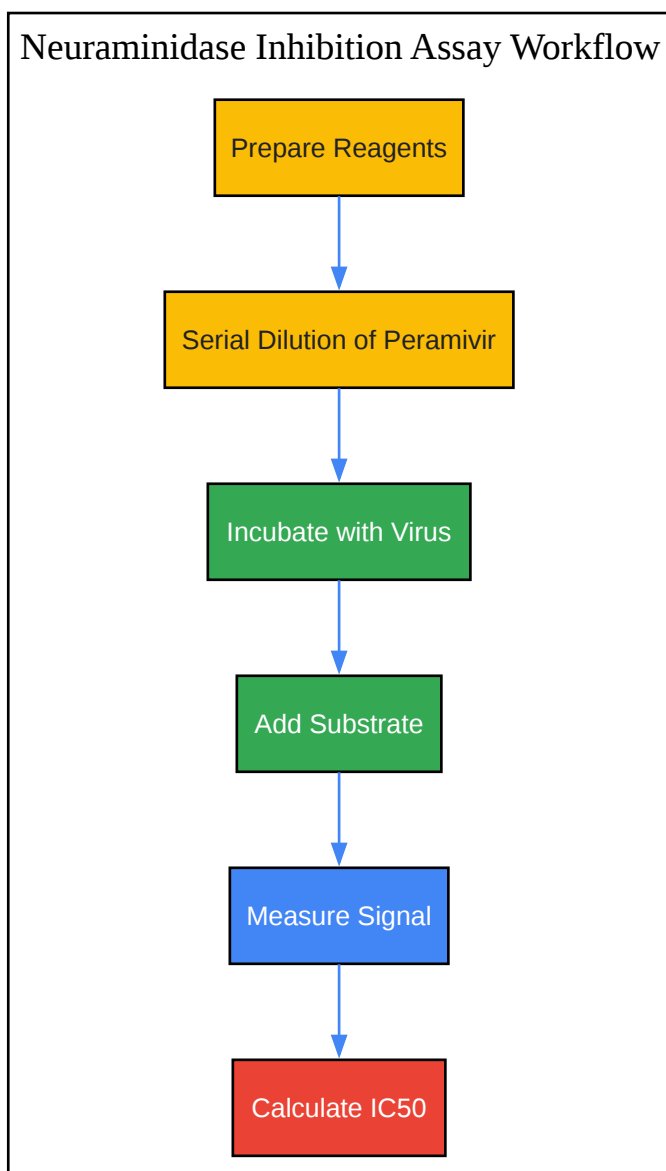 Neuraminidase Inhibition Assay Workflow
Prepare Reagents
Serial Dilution of Peramivir
Incubate with Virus
Add Substrate
Measure Signal
Calculate IC50